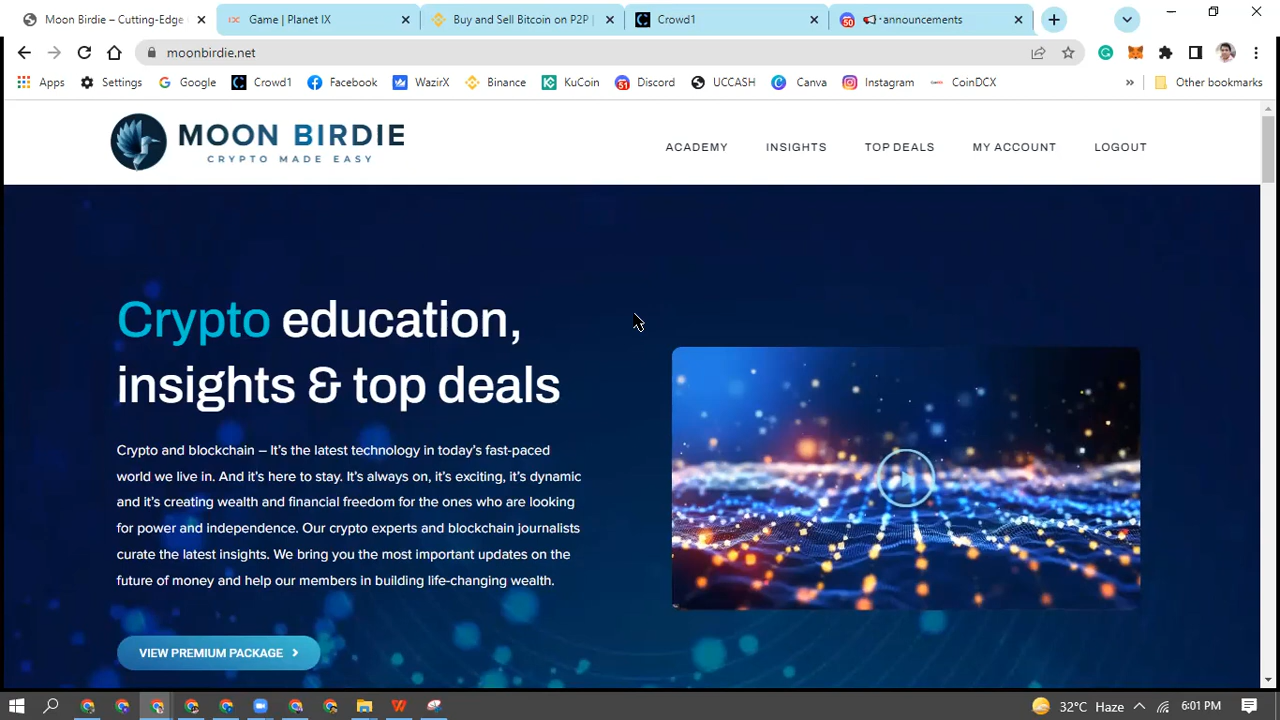 Moon Birdie – Cutting-Edge
Game | Planet IX
Buy and Sell Bitcoin on P2P |
Crowd1
50
announcements
moonbirdie.net
Apps
Settings
Google
Crowd1
Facebook
WazirX
Binance
KuCoin
51
Discord
UCCASH
Canva
Instagram
CoinDCX
»
Other bookmarks
MOON BIRDIE
CRYPTO MADE EASY
ACADEMY
INSIGHTS
TOP DEALS
MY ACCOUNT
LOGOUT
Crypto education,
insights & top deals
Crypto and blockchain – It's the latest technology in today's fast-paced
world we live in. And it's here to stay. It's always on, it's exciting, it's dynamic
and it's creating wealth and financial freedom for the ones who are looking
for power and independence. Our crypto experts and blockchain journalists
curate the latest insights. We bring you the most important updates on the
future of money and help our members in building life-changing wealth.
VIEW PREMIUM PACKAGE
32°C Haze
6:01 PM